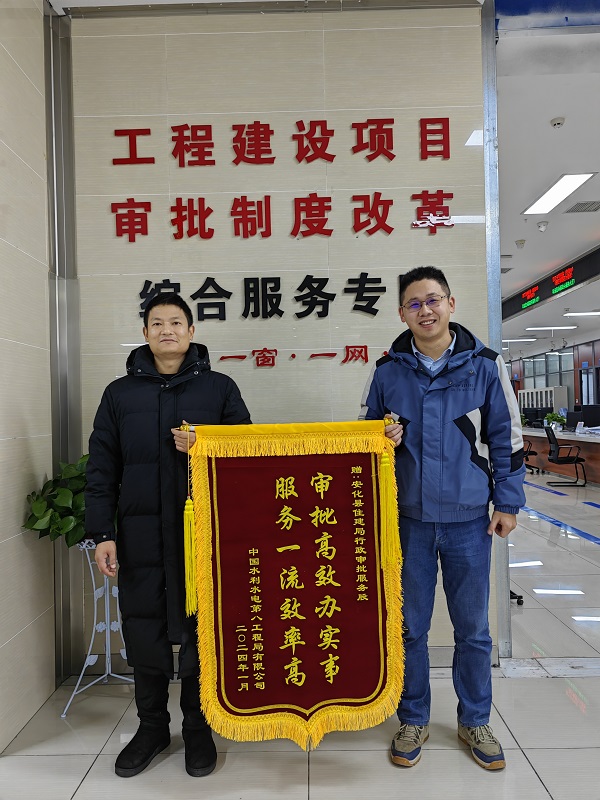 工程建设项目
审批制度改革
综合服务专
一窗·一网·
赠:安化县住建局行政审批服务股
审批高效办实事
服务一流效率高
中国水利水电第八工程局有限公司
二〇二四年一月